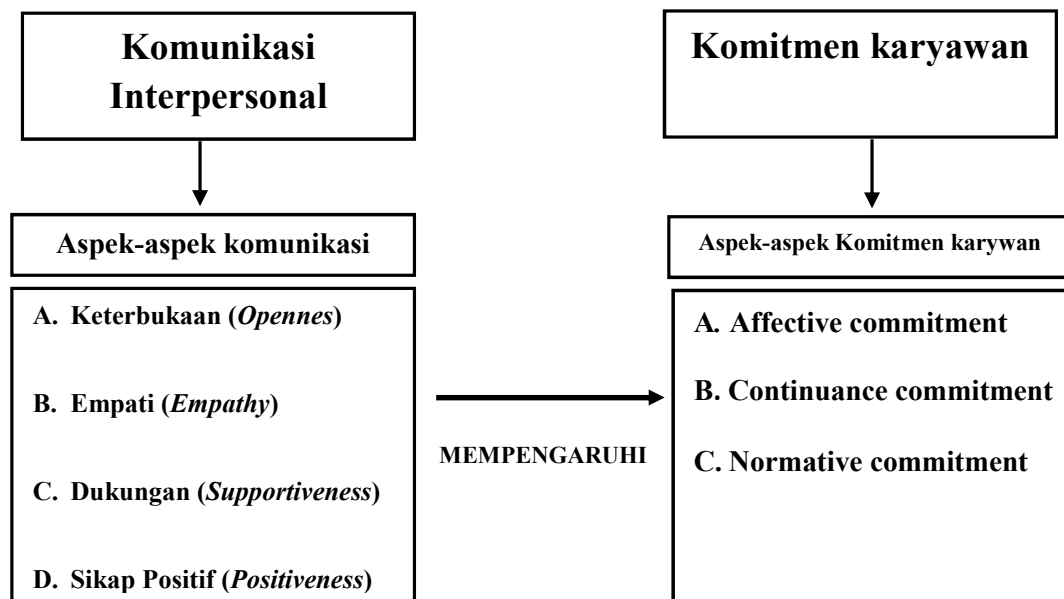 Komunikasi
Interpersonal
Komitmen karyawan
Aspek-aspek komunikasi
Aspek-aspek Komitmen karywan
A. Keterbukaan (Opennes)
B. Empati (Empathy)
C. Dukungan (Supportiveness)
D. Sikap Positif (Positiveness)
MEMPENGARUHI
A. Affective commitment
B. Continuance commitment
C. Normative commitment